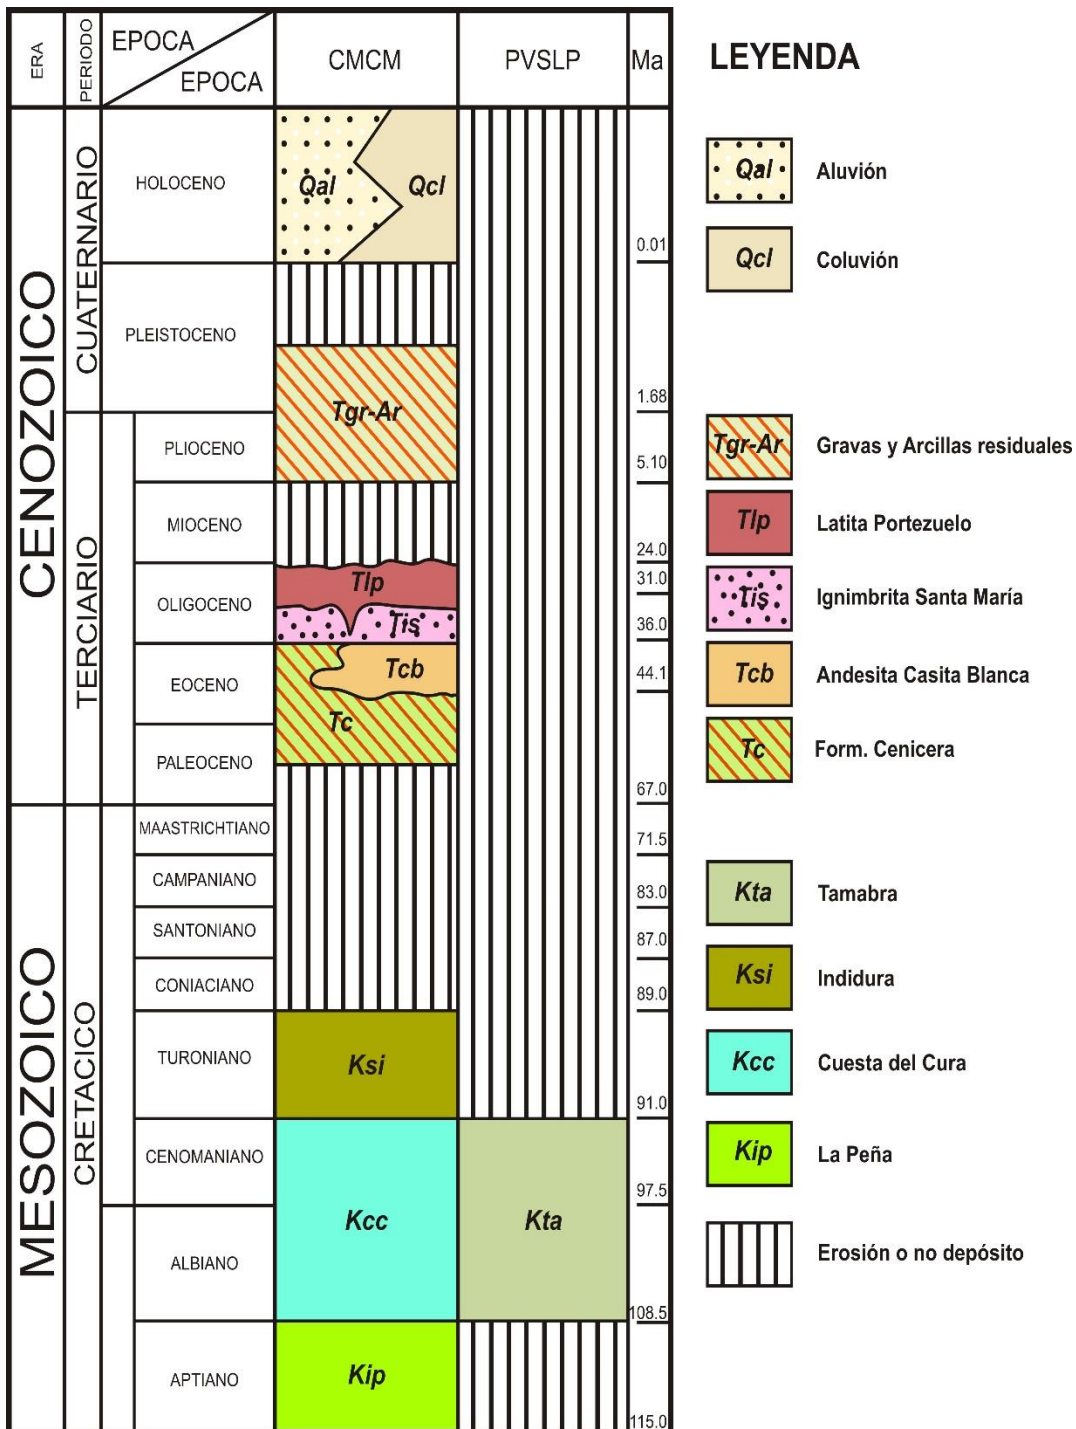 ERA
PERIODO
EPOCA
EPOCA
CMCM
PVSLP
Ma
LEYENDA
CENOZOICO
CUATERNARIO
HOLOCENO
Qal
Qcl
0.01
PLEISTOCENO
1.68
Tgr-Ar
TERCIARIO
PLIOCENO
5.10
MIOCENO
24.0
OLIGOCENO
Tlp
31.0
Tis
36.0
EOCENO
Tcb
44.1
Tc
PALEOCENO
67.0
MESOZOICO
CRETACICO
MAASTRICHTIANO
71.5
CAMPANIANO
83.0
SANTONIANO
87.0
CONIACIANO
89.0
TURONIANO
Ksi
91.0
CENOMANIANO
97.5
Kcc
Kta
ALBIANO
108.5
APTIANO
Kip
115.0
Qal Aluvión
Qcl Coluvión
Tgr-Ar Gravas y Arcillas residuales
Tlp Latita Portezuelo
Tis Ignimbrita Santa María
Tcb Andesita Casita Blanca
Tc Form. Cenicera
Kta Tamabra
Ksi Indidura
Kcc Cuesta del Cura
Kip La Peña
Erosión o no depósito